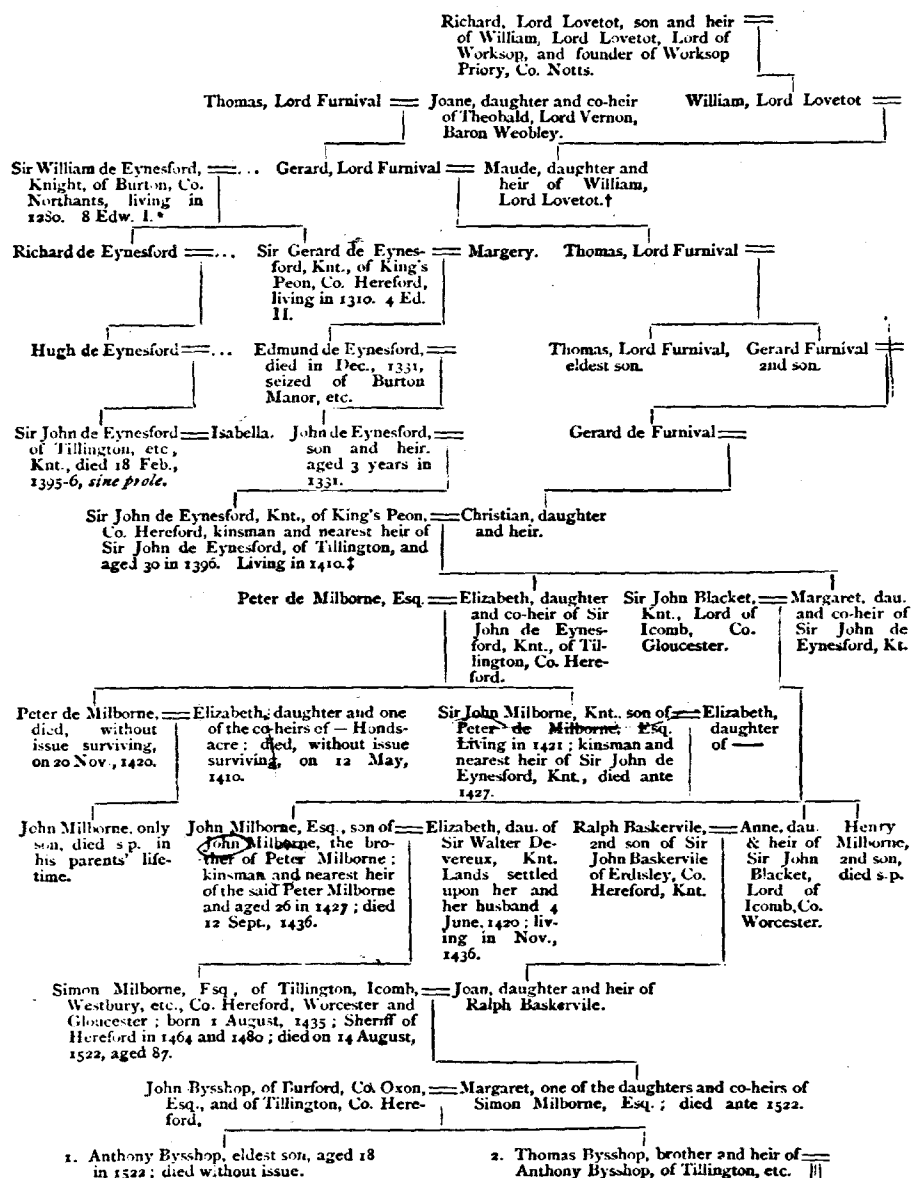 Richard, Lord Lovetot, son and heir
of William, Lord Lovetot, Lord of
Worksop, and founder of Worksop
Priory, Co. Notts.
Thomas, Lord Furnival
Joane, daughter and co-heir
of Theobald, Lord Vernon,
Baron Weobley.
William, Lord Lovetot
Sir William de Eynesford,
Knight, of Burton, Co.
Northants, living in
1280. 8 Edw. I.*
...
Gerard, Lord Furnival
Maude, daughter and
heir of William,
Lord Lovetot.†
Richard de Eynesford
...
Sir Gerard de Eynes-
ford, Knt., of King's
Peon, Co. Hereford,
living in 1310. 4 Ed.
II.
Margery.
Thomas, Lord Furnival
Hugh de Eynesford
...
Edmund de Eynesford,
died in Dec., 1331,
seized of Burton
Manor, etc.
Thomas, Lord Furnival,
eldest son.
Gerard Furnival
2nd son.
Sir John de Eynesford
of Tillington, etc,
Knt., died 18 Feb.,
1395-6, sine prole.
Isabella.
John de Eynesford,
son and heir.
aged 3 years in
1331.
Gerard de Furnival
Sir John de Eynesford, Knt., of King's Peon,
Co. Hereford, kinsman and nearest heir of
Sir John de Eynesford, of Tillington, and
aged 30 in 1396. Living in 1410.‡
Christian, daughter
and heir.
Peter de Milborne, Esq.
Elizabeth, daughter
and co-heir of Sir
John de Eynes-
ford, Knt., of Til-
lington, Co. Here-
ford.
Sir John Blacket,
Knt., Lord of
Icomb, Co.
Gloucester.
Margaret, dau.
and co-heir of
Sir John de
Eynesford, Kt.
Peter de Milborne,
died, without
issue surviving,
on 20 Nov., 1420.
Elizabeth, daughter and one
of the co-heirs of — Honds-
acre; died, without issue
surviving, on 12 May,
1410.
Sir John Milborne, Knt., son of
Peter de Milborne, Esq.
Living in 1421; kinsman and
nearest heir of Sir John de
Eynesford, Knt., died ante
1427.
Elizabeth,
daughter
of ——
John Milborne, only
son, died s p. in
his parents' life-
time.
John Milborne, Esq., son of
John Milborne, the bro-
ther of Peter Milborne;
kinsman and nearest heir
of the said Peter Milborne
and aged 26 in 1427; died
12 Sept., 1436.
Elizabeth, dau. of
Sir Walter De-
vereux, Knt.
Lands settled
upon her and
her husband 4
June, 1420; liv-
ing in Nov.,
1436.
Ralph Baskervile,
2nd son of Sir
John Baskervile
of Erdisley, Co.
Hereford, Knt.
Anne, dau.
& heir of
Sir John
Blacket,
Lord of
Icomb, Co.
Worcester.
Henry
Milborne,
2nd son,
died s.p.
Simon Milborne, Esq, of Tillington, Icomb,
Westbury, etc., Co. Hereford, Worcester and
Gloucester; born 1 August, 1435; Sheriff of
Hereford in 1464 and 1480; died on 14 August,
1522, aged 87.
Joan, daughter and heir of
Ralph Baskervile.
John Bysshop, of Burford, Co. Oxon,
Esq., and of Tillington, Co. Here-
ford,
Margaret, one of the daughters and co-heirs of
Simon Milborne, Esq.; died ante 1522.
1. Anthony Bysshop, eldest son, aged 18
in 1522; died without issue.
2. Thomas Bysshop, brother and heir of
Anthony Bysshop, of Tillington, etc.